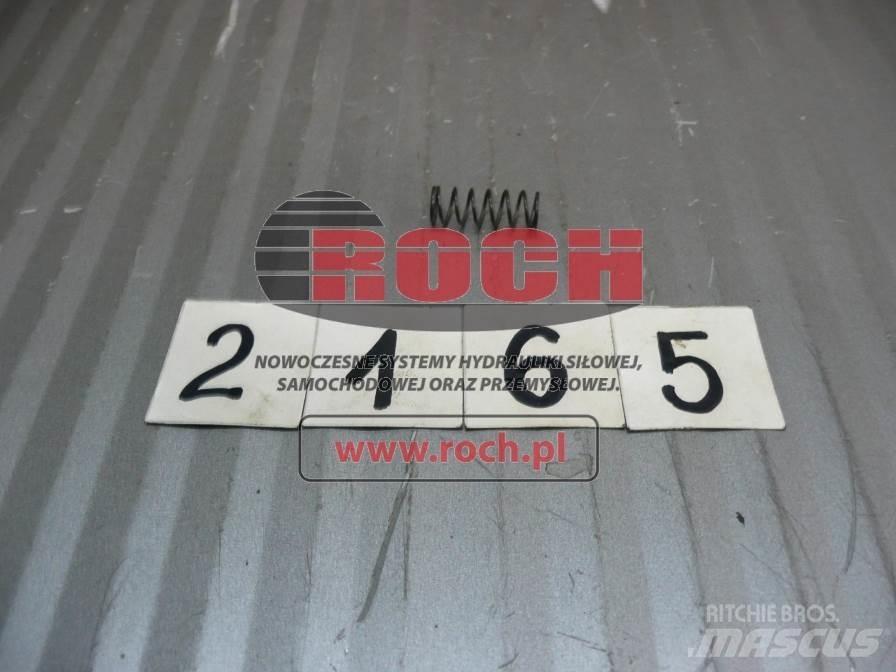 ROCH
2 1 6 5
NOWOCZESNE SYSTEMY HYDRAULIKI SIŁOWEJ,
SAMOCHODOWEJ ORAZ PRZEMYSŁOWEJ.
www.roch.pl
RITCHIE BROS.
MASCUS